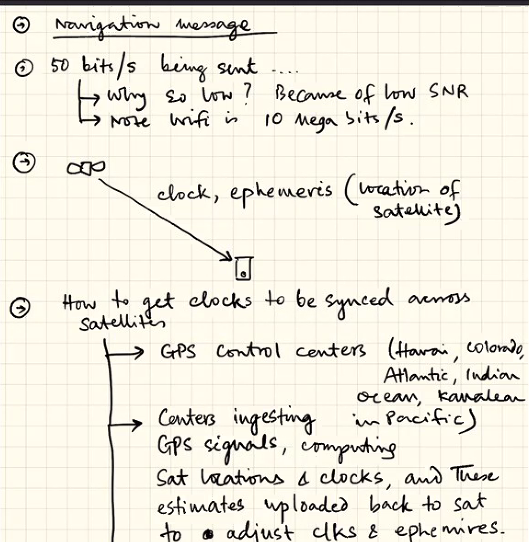 Navigation message
50 bits/s being sent ....
Why so low? Because of low SNR
Note wifi is 10 Mega bits/s.
clock, ephemeris (location of
satellite)
How to get clocks to be synced across
satellites
GPS control centers (Hawai, Colorado,
Atlantic, Indian
ocean, Kawalean
in Pacific)
Centers ingesting
GPS signals, computing
Sat locations & clocks, and these
estimates uploaded back to sat
to adjust clks & ephemires.